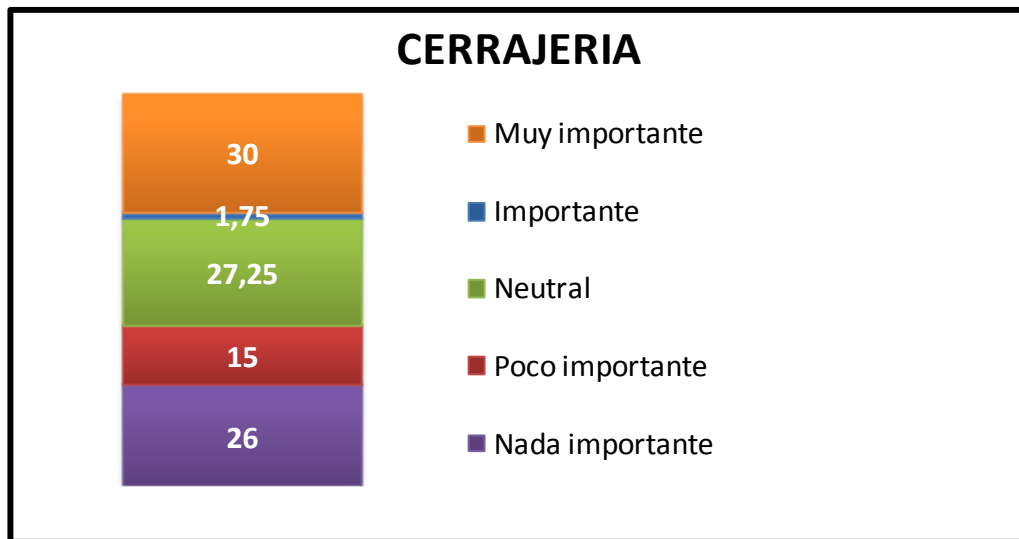 CERRAJERIA
30
1,75
27,25
15
26
Muy importante
Importante
Neutral
Poco importante
Nada importante